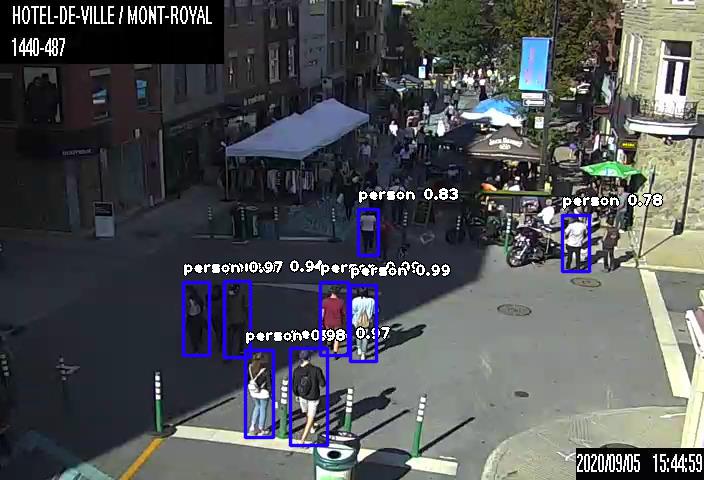 HOTEL-DE-VILLE / MONT-ROYAL
1440-487
person 0.83
person 0.78
person 0.97
0.94
person
person 0.99
person 0.98
0.97
2020/09/05 15:44:59